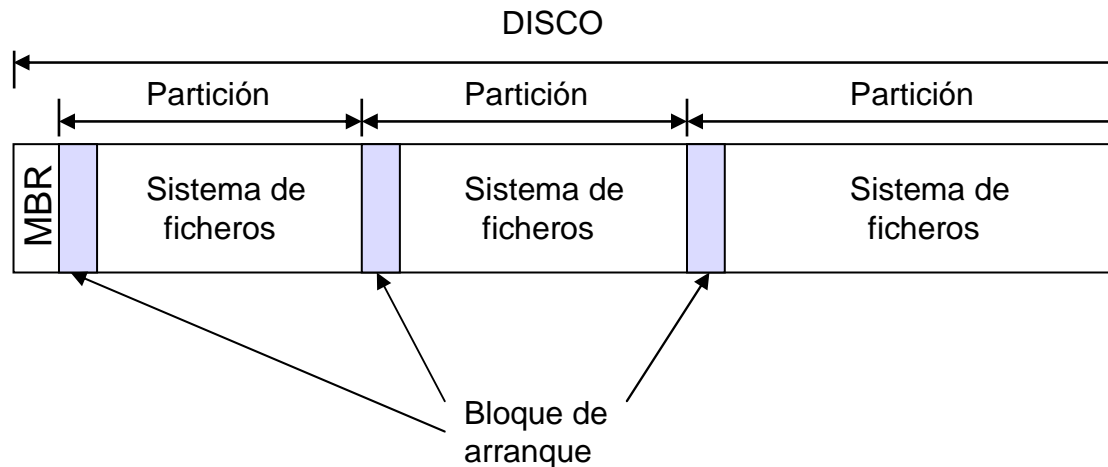 DISCO
Partición
Partición
Partición
MBR
Sistema de
ficheros
Sistema de
ficheros
Sistema de
ficheros
Bloque de
arranque